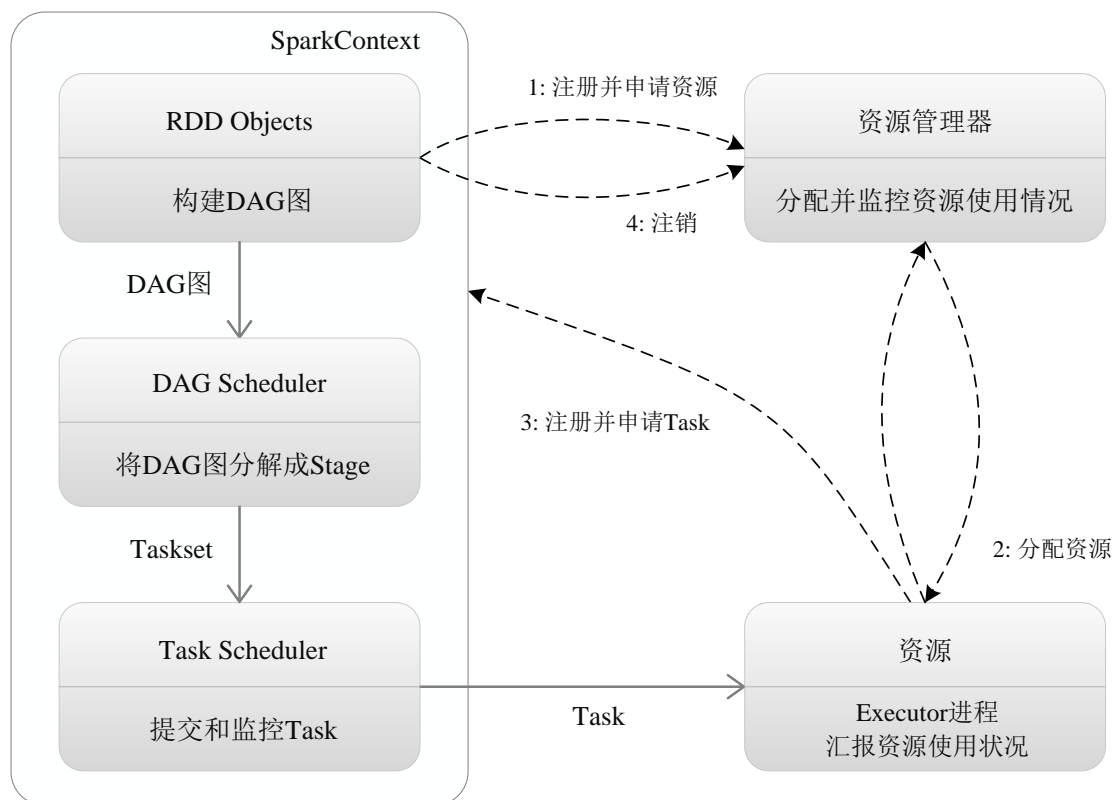 SparkContext
RDD Objects
构建DAG图
1: 注册并申请资源
资源管理器
分配并监控资源使用情况
4: 注销
DAG图
DAG Scheduler
将DAG图分解成Stage
3: 注册并申请Task
Taskset
2: 分配资源
Task Scheduler
提交和监控Task
Task
资源
Executor进程
汇报资源使用状况